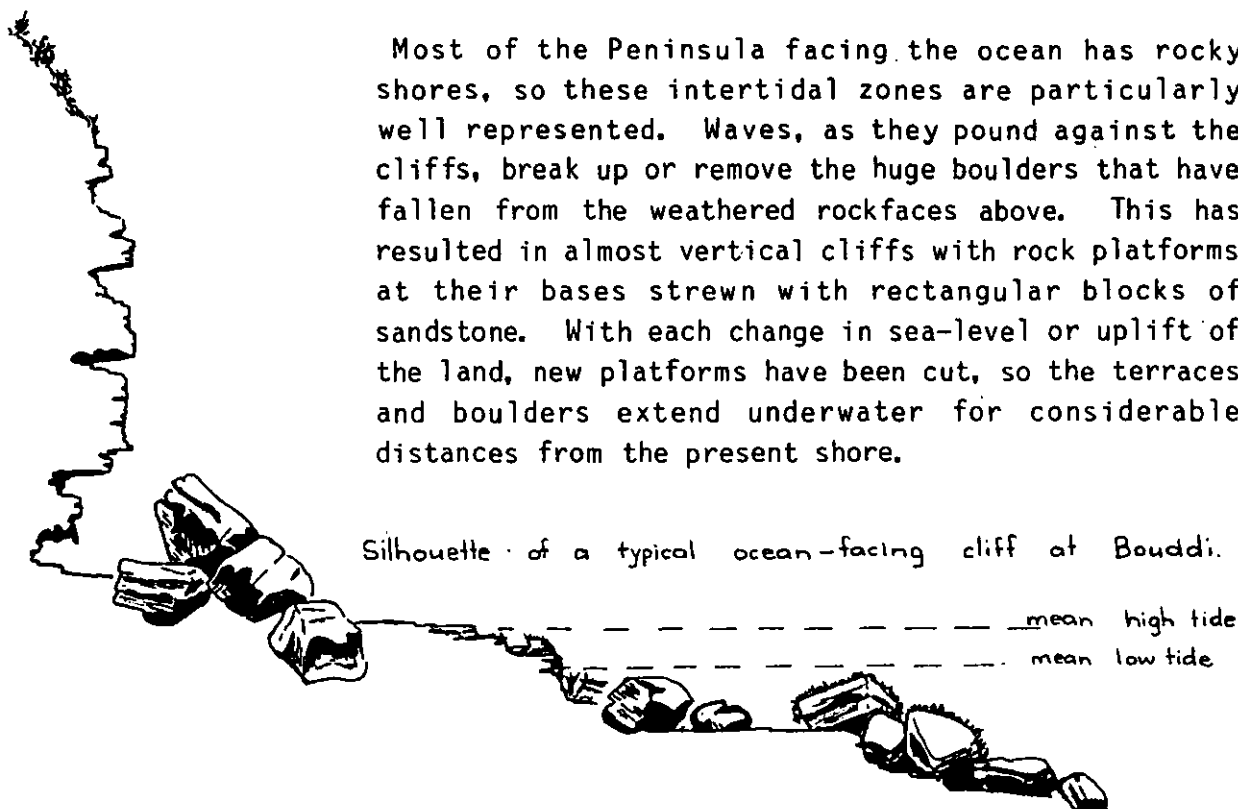 Most of the Peninsula facing the ocean has rocky
shores, so these intertidal zones are particularly
well represented. Waves, as they pound against the
cliffs, break up or remove the huge boulders that have
fallen from the weathered rockfaces above. This has
resulted in almost vertical cliffs with rock platforms
at their bases strewn with rectangular blocks of
sandstone. With each change in sea-level or uplift of
the land, new platforms have been cut, so the terraces
and boulders extend underwater for considerable
distances from the present shore.
Silhouette of a typical ocean-facing cliff at Bouddi.
mean high tide
mean low tide